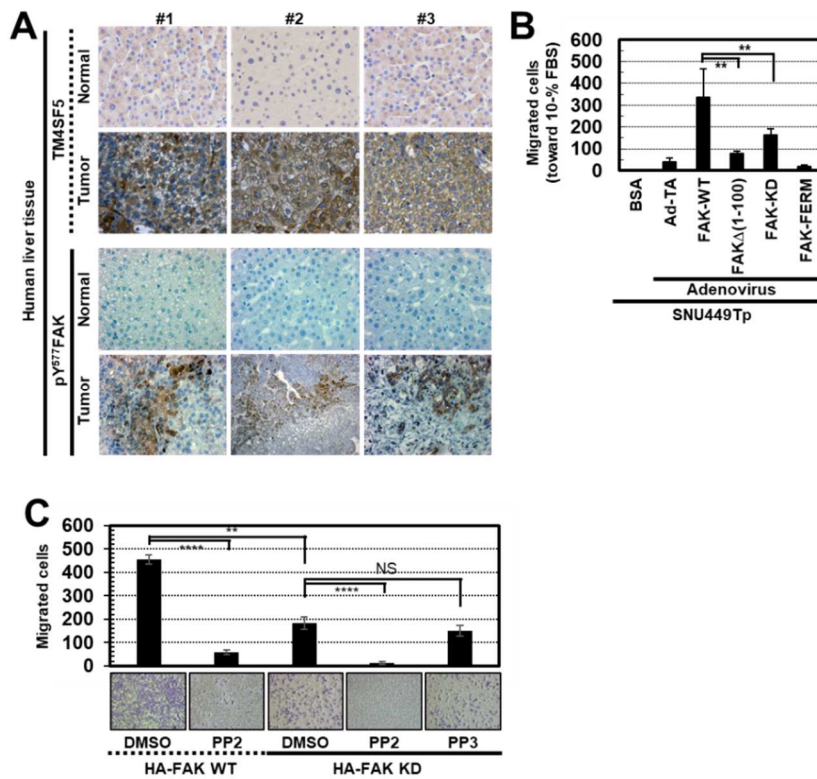 A
#1 #2 #3
Human liver tissue
TM4SF5
Normal
Tumor
pY⁵⁷⁷FAK
Normal
Tumor
B
Migrated cells
(toward 10-% FBS)
600
500
400
300
200
100
0
**
**
BSA
Ad-TA
FAK-WT
FAKΔ(1-100)
FAK-KD
FAK-FERM
Adenovirus
SNU449Tp
C
Migrated cells
600
500
400
300
200
100
0
**
****
NS
****
DMSO PP2 DMSO PP2 PP3
HA-FAK WT HA-FAK KD